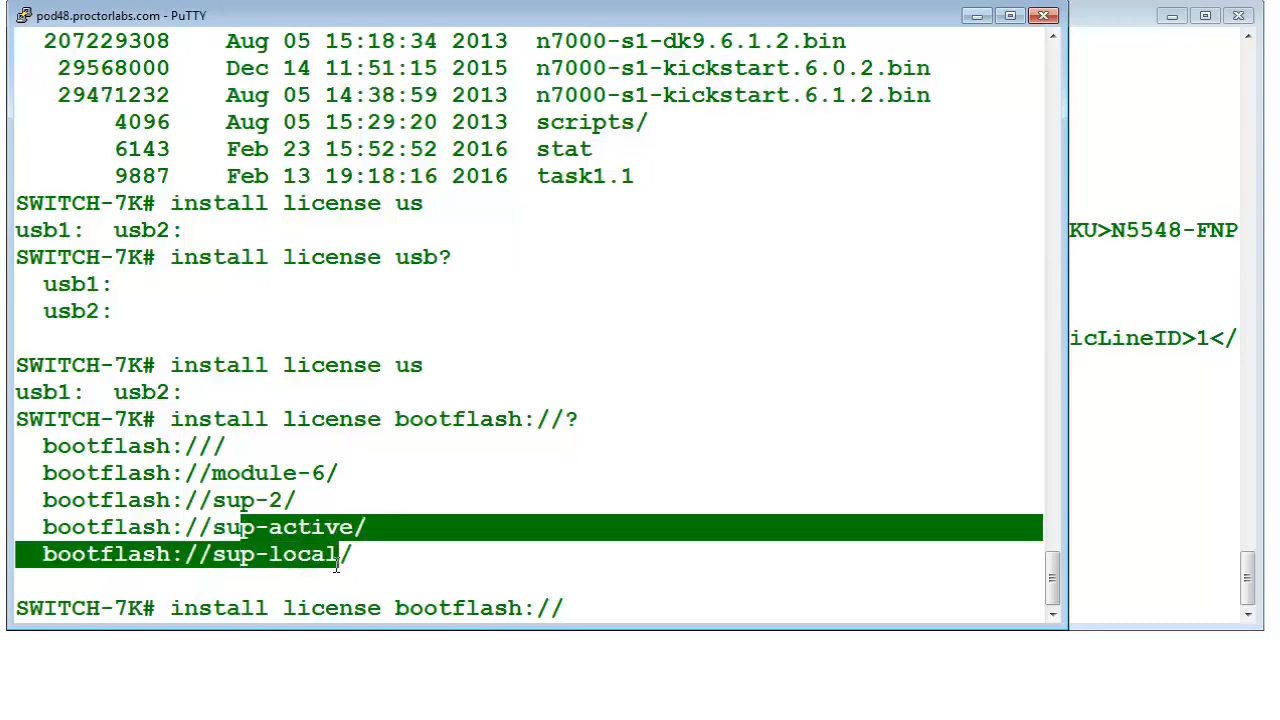 pod48.proctorlabs.com - PuTTY
207229308    Aug 05 15:18:34 2013  n7000-s1-dk9.6.1.2.bin
29568000    Dec 14 11:51:15 2015  n7000-s1-kickstart.6.0.2.bin
29471232    Aug 05 14:38:59 2013  n7000-s1-kickstart.6.1.2.bin
4096    Aug 05 15:29:20 2013  scripts/
6143    Feb 23 15:52:52 2016  stat
9887    Feb 13 19:18:16 2016  task1.1
SWITCH-7K# install license us
usb1:  usb2:
KU>N5548-FNP
SWITCH-7K# install license usb?
usb1:
usb2:
icLineID>1</
SWITCH-7K# install license us
usb1:  usb2:
SWITCH-7K# install license bootflash://?
bootflash:///
bootflash://module-6/
bootflash://sup-2/
bootflash://sup-active/
bootflash://sup-local/
SWITCH-7K# install license bootflash://